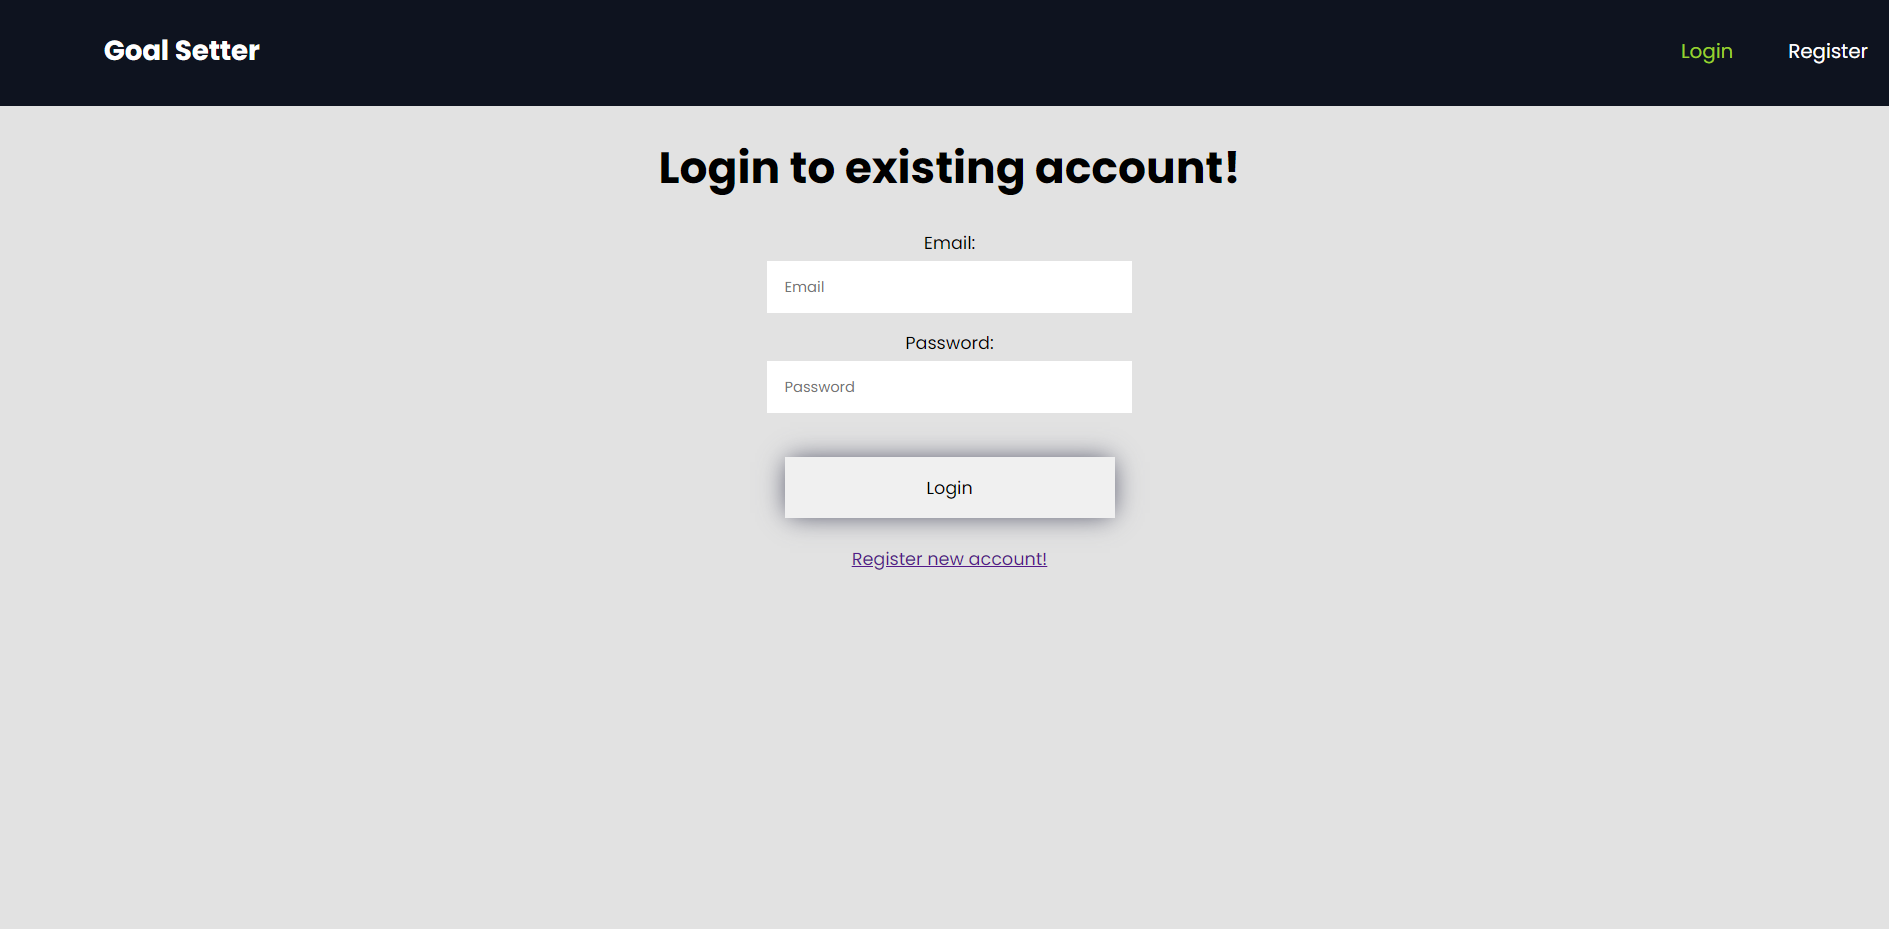 Goal Setter
Login
Register
Login to existing account!
Email:
Email
Password:
Password
Login
Register new account!